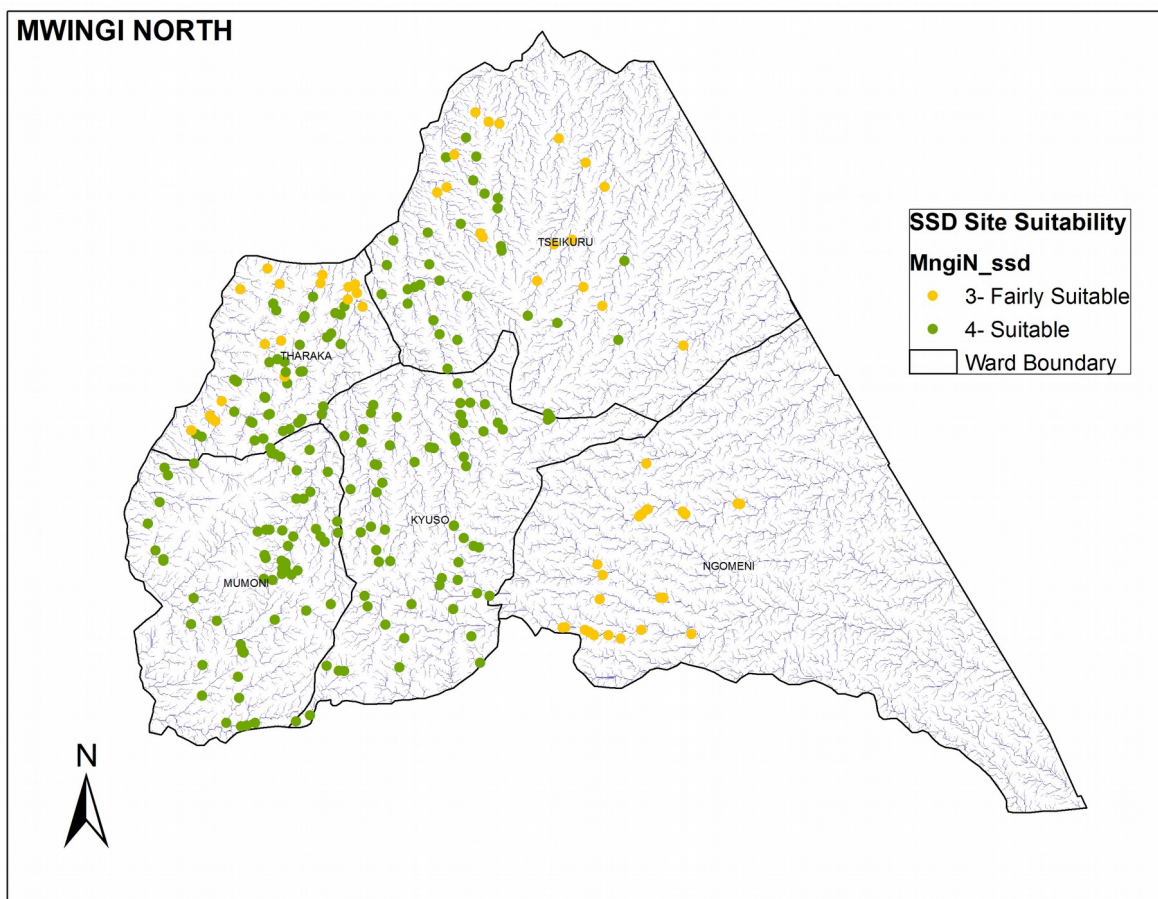 MWINGI NORTH
SSD Site Suitability
MngiN_ssd
3- Fairly Suitable
4- Suitable
Ward Boundary
TSEIKURU
THARAKA
KYUSO
NGOMENI
MUMONI
N